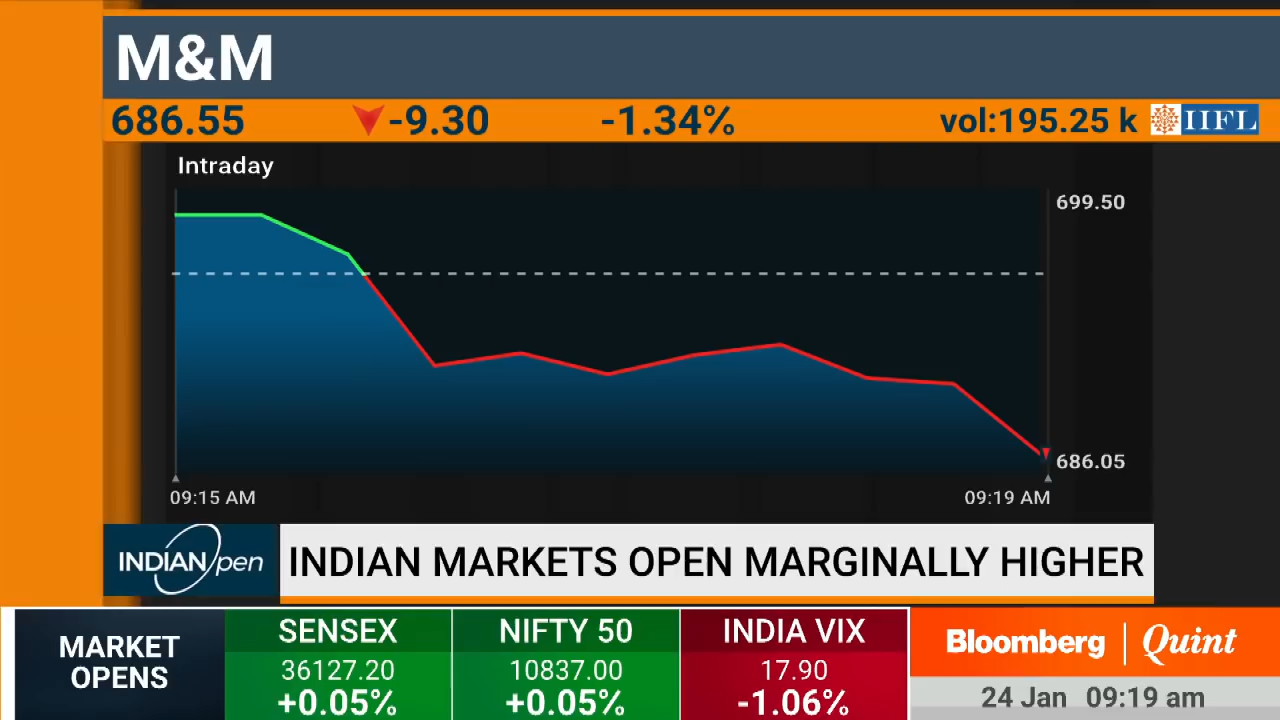 M&M
686.55 -9.30 -1.34% vol:195.25 k IIFL
Intraday
699.50
686.05
09:15 AM 09:19 AM
INDIAN Open INDIAN MARKETS OPEN MARGINALLY HIGHER
MARKET OPENS
SENSEX
36127.20
+0.05%
NIFTY 50
10837.00
+0.05%
INDIA VIX
17.90
-1.06%
Bloomberg | Quint
24 Jan 09:19 am